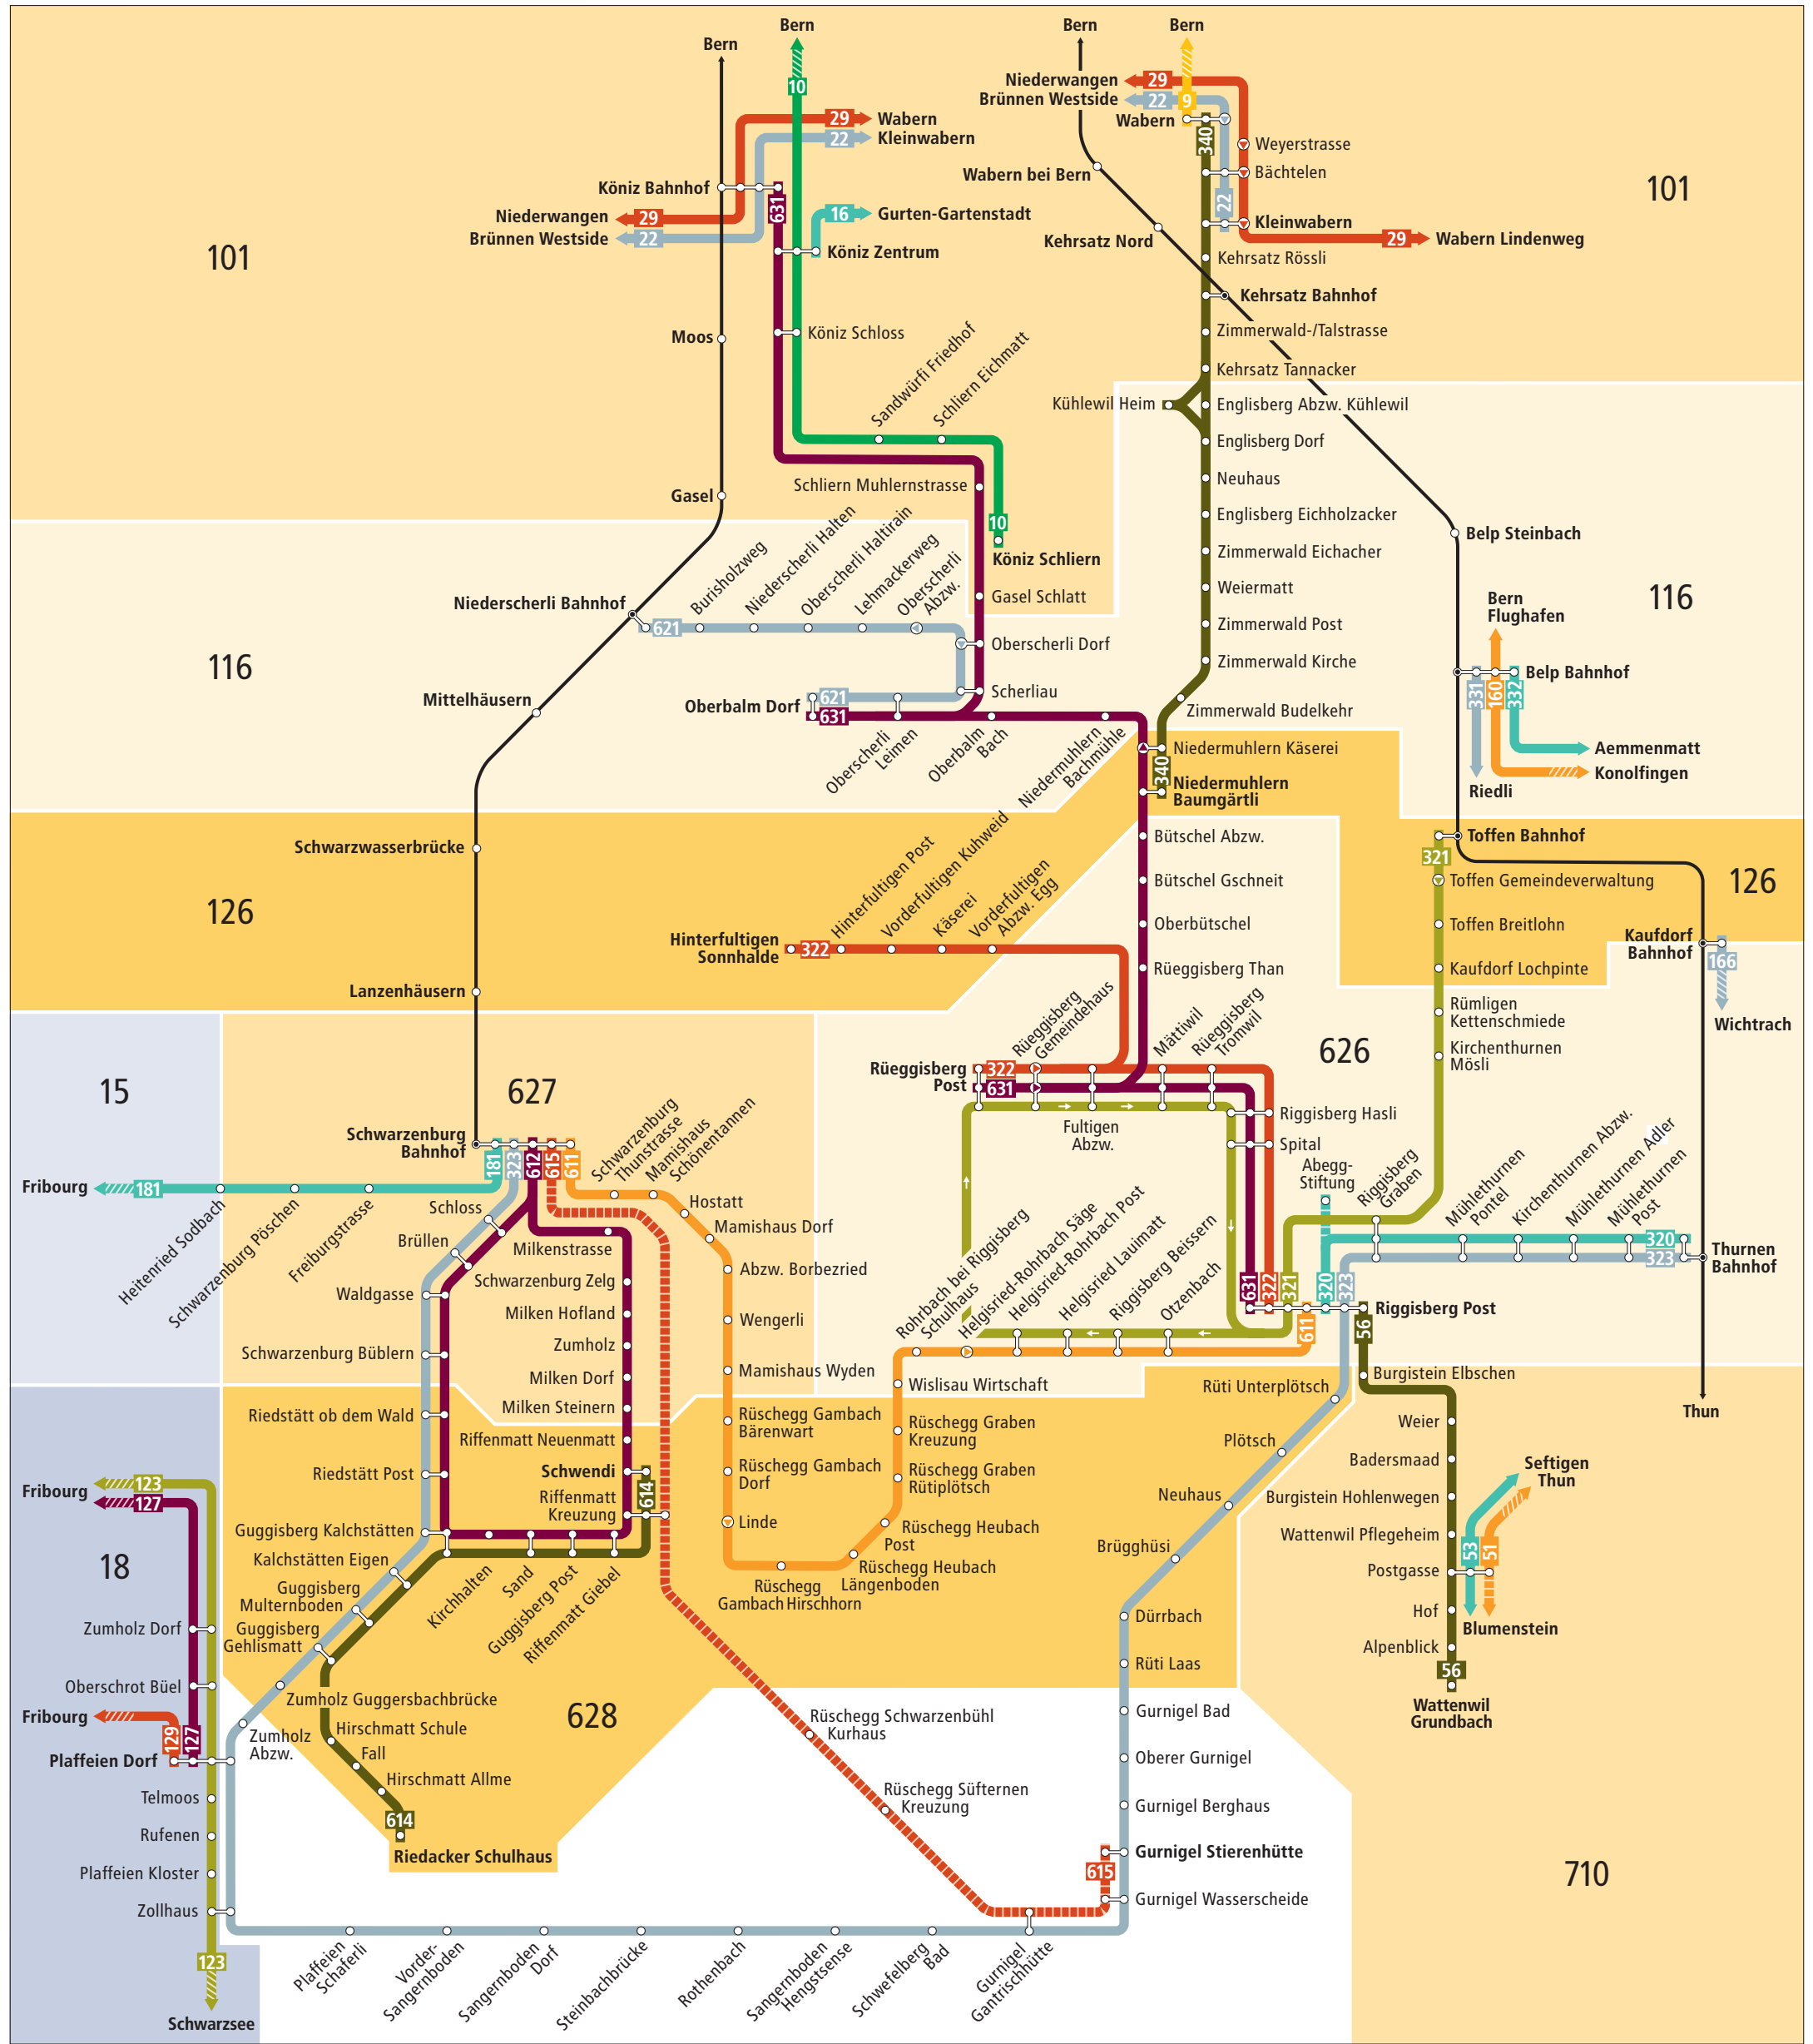 Bern
Bern
Bern
Bern
10
Niederwangen
29
Brünnen Westside
22
9
Wabern
340
29
Wabern
22
Kleinwabern
Weyerstrasse
Bächtelen
Wabern bei Bern
22
Köniz Bahnhof
631
101
101
Niederwangen
29
16
Gurten-Gartenstadt
Brünnen Westside
22
Kleinwabern
Kehrsatz Nord
29
Wabern Lindenweg
Köniz Zentrum
Kehrsatz Rössli
Kehrsatz Bahnhof
Moos
Köniz Schloss
Zimmerwald-/Talstrasse
Sandwürfi Friedhof
Schliern Eichmatt
Kehrsatz Tannacker
Kühlewil Heim
Englisberg Abzw. Kühlewil
Englisberg Dorf
Neuhaus
Schliern Muhlernstrasse
Gasel
10
Englisberg Eichholzacker
Köniz Schliern
Zimmerwald Eichacher
Belp Steinbach
Weiermatt
Gasel Schlatt
116
Niederscherli Bahnhof
621
Burisholzweg
Niederscherli Halten
Oberscherli Haltirain
Lehmackerweg
Oberscherli
Abzw.
Zimmerwald Post
Bern
Flughafen
Oberscherli Dorf
Zimmerwald Kirche
116
Belp Bahnhof
331
160
332
Mittelhäusern
Oberbalm Dorf
621
631
Scherliau
Zimmerwald Budelkehr
Oberscherli
Leimen
Oberbalm
Bach
Niedermuhlern
Bachmühle
Niedermuhlern Käserei
340
Niedermuhlern
Baumgärtli
Aemmenmatt
Konolfingen
Riedli
Schwarzwasserbrücke
Bütschel Abzw.
Toffen Bahnhof
321
Bütschel Gschneit
Toffen Gemeindeverwaltung
126
126
Hinterfultigen
Sonnhalde
322
Hinterfultigen Post
Vorderfultigen Kuhweid
Käserei
Vorderfultigen
Abzw. Egg
Oberbütschel
Toffen Breitlohn
Kaufdorf
Bahnhof
166
Wichtrach
Rüeggisberg Than
Kaufdorf Lochpinte
Lanzenhäusern
Rümligen
Kettenschmiede
Kirchenthurnen
Mösli
626
Rüeggisberg
Post
322
631
Rüeggisberg
Gemeindehaus
Fultigen
Abzw.
Mättiwil
Rüeggisberg
Tromwil
Riggisberg Hasli
Spital
15
627
Schwarzenburg
Bahnhof
181
323
612
615
611
Schwarzenburg
Thunstrasse
Mamishaus
Schönentannen
Hostatt
Mamishaus Dorf
Fribourg
181
Heitenried Sodbach
Schwarzenburg Pöschen
Freiburgstrasse
Schloss
Brüllen
Milkenstrasse
Abegg-
Stiftung
Riggisberg
Graben
Mühlethurnen
Pontel
Kirchenthurnen Abzw.
Mühlethurnen Adler
Mühlethurnen
Post
320
323
Thurnen
Bahnhof
Waldgasse
Schwarzenburg Zelg
Abzw. Borbezried
Milken Hofland
Wengerli
Rohrbach bei Riggisberg
Schulhaus
Helgisried-Rohrbach Säge
Helgisried-Rohrbach Post
Helgisried Lauimatt
Riggisberg Beissern
Otzenbach
631
322
321
320
323
Riggisberg Post
611
56
Schwarzenburg Büblern
Zumholz
Milken Dorf
Mamishaus Wyden
Wislisau Wirtschaft
Rüti Unterplötsch
Burgistein Elbschen
Milken Steinern
Riedstätt ob dem Wald
Rüschegg Gambach
Bärenwart
Rüschegg Graben
Kreuzung
Weier
Thun
Riffenmatt Neuenmatt
Plötsch
Badersmaad
Riedstätt Post
Schwendi
614
Rüschegg Gambach
Dorf
Rüschegg Graben
Rütiplötsch
Seftigen
Thun
Fribourg
123
127
Neuhaus
Burgistein Hohlenwegen
Riffenmatt
Kreuzung
Guggisberg Kalchstätten
Linde
Rüschegg Heubach
Post
Wattenwil Pflegeheim
53
51
18
Kalchstätten Eigen
Kirchhalten
Sand
Guggisberg Post
Riffenmatt Giebel
Rüschegg
Gambach Hirschhorn
Rüschegg Heubach
Längenboden
Brügghüsi
Postgasse
Guggisberg
Multernboden
Hof
Blumenstein
Zumholz Dorf
Guggisberg
Gehlismatt
Dürrbach
Alpenblick
Rüti Laas
56
Wattenwil
Grundbach
Oberschrot Büel
Zumholz Guggersbachbrücke
628
Gurnigel Bad
Fribourg
129
127
Zumholz
Abzw.
Hirschmatt Schule
Rüschegg Schwarzenbühl
Kurhaus
Plaffeien Dorf
Fall
Oberer Gurnigel
Hirschmatt Allme
Telmoos
614
Rüschegg Süfternen
Kreuzung
Gurnigel Berghaus
Rufenen
Riedacker Schulhaus
Gurnigel Stierenhütte
Plaffeien Kloster
615
710
Zollhaus
Gurnigel Wasserscheide
123
Plaffeien
Schäferli
Vorder-
Sangernboden
Sangernboden
Dorf
Steinbachbrücke
Rothenbach
Sangernboden
Hengstsense
Schwefelberg
Bad
Gurnigel
Gantrischhütte
Schwarzsee